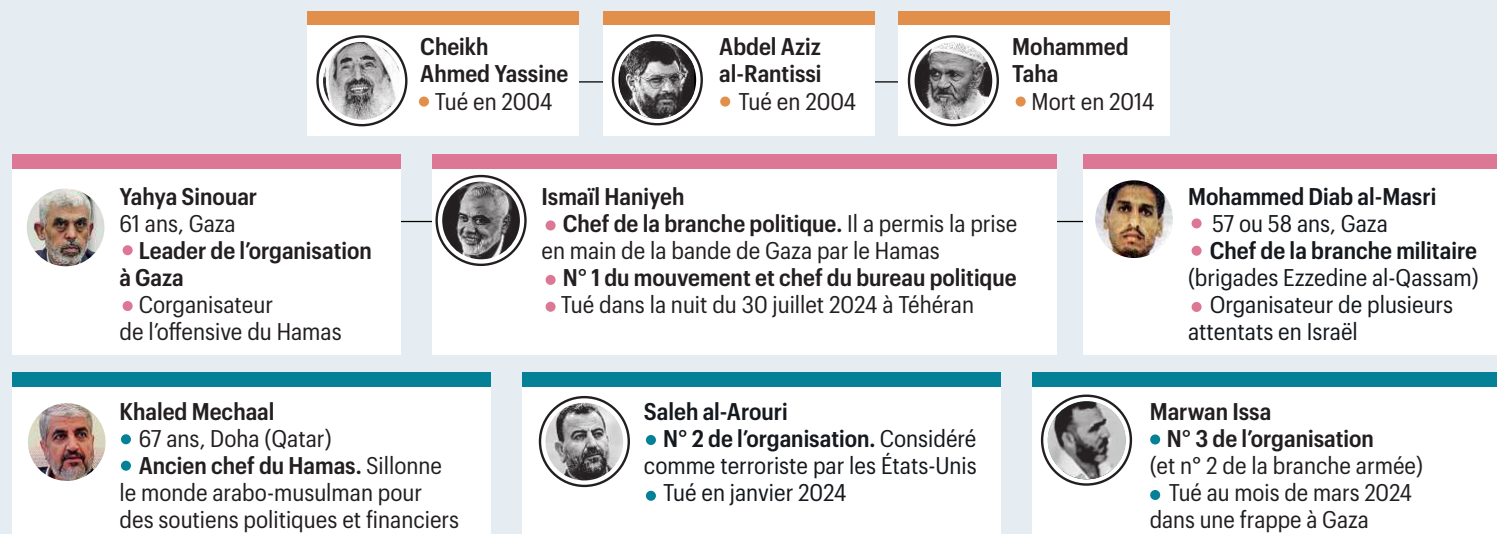 Cheikh
Ahmed Yassine
• Tué en 2004
Abdel Aziz
al-Rantissi
• Tué en 2004
Mohammed
Taha
• Mort en 2014
Yahya Sinouar
61 ans, Gaza
• Leader de l’organisation
à Gaza
• Corganisateur
de l’offensive du Hamas
Ismaïl Haniyeh
• Chef de la branche politique. Il a permis la prise
en main de la bande de Gaza par le Hamas
• N° 1 du mouvement et chef du bureau politique
• Tué dans la nuit du 30 juillet 2024 à Téhéran
Mohammed Diab al-Masri
• 57 ou 58 ans, Gaza
• Chef de la branche militaire
(brigades Ezzedine al-Qassam)
• Organisateur de plusieurs
attentats en Israël
Khaled Mechaal
• 67 ans, Doha (Qatar)
• Ancien chef du Hamas. Sillonne
le monde arabo-musulman pour
des soutiens politiques et financiers
Saleh al-Arouri
• N° 2 de l’organisation. Considéré
comme terroriste par les États-Unis
• Tué en janvier 2024
Marwan Issa
• N° 3 de l’organisation
(et n° 2 de la branche armée)
• Tué au mois de mars 2024
dans une frappe à Gaza